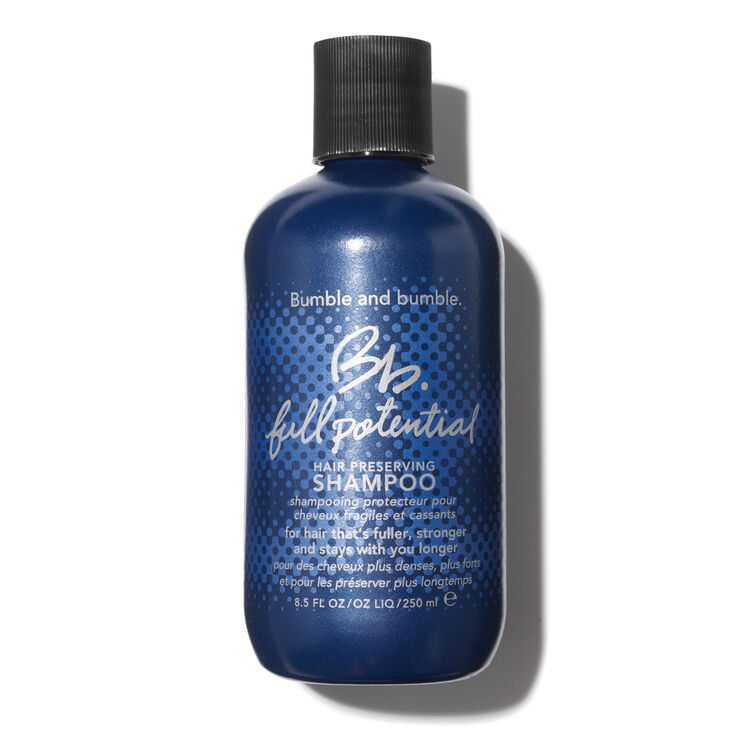 Bumble and bumble.
Bb.
full potential
HAIR PRESERVING
SHAMPOO
shampooing protecteur pour
cheveux fragiles et cassants
for hair that's fuller, stronger
and stays with you longer
pour des cheveux plus denses, plus forts
et pour les préserver plus longtemps
8.5 FL OZ/OZ LIQ/250 ml ℮